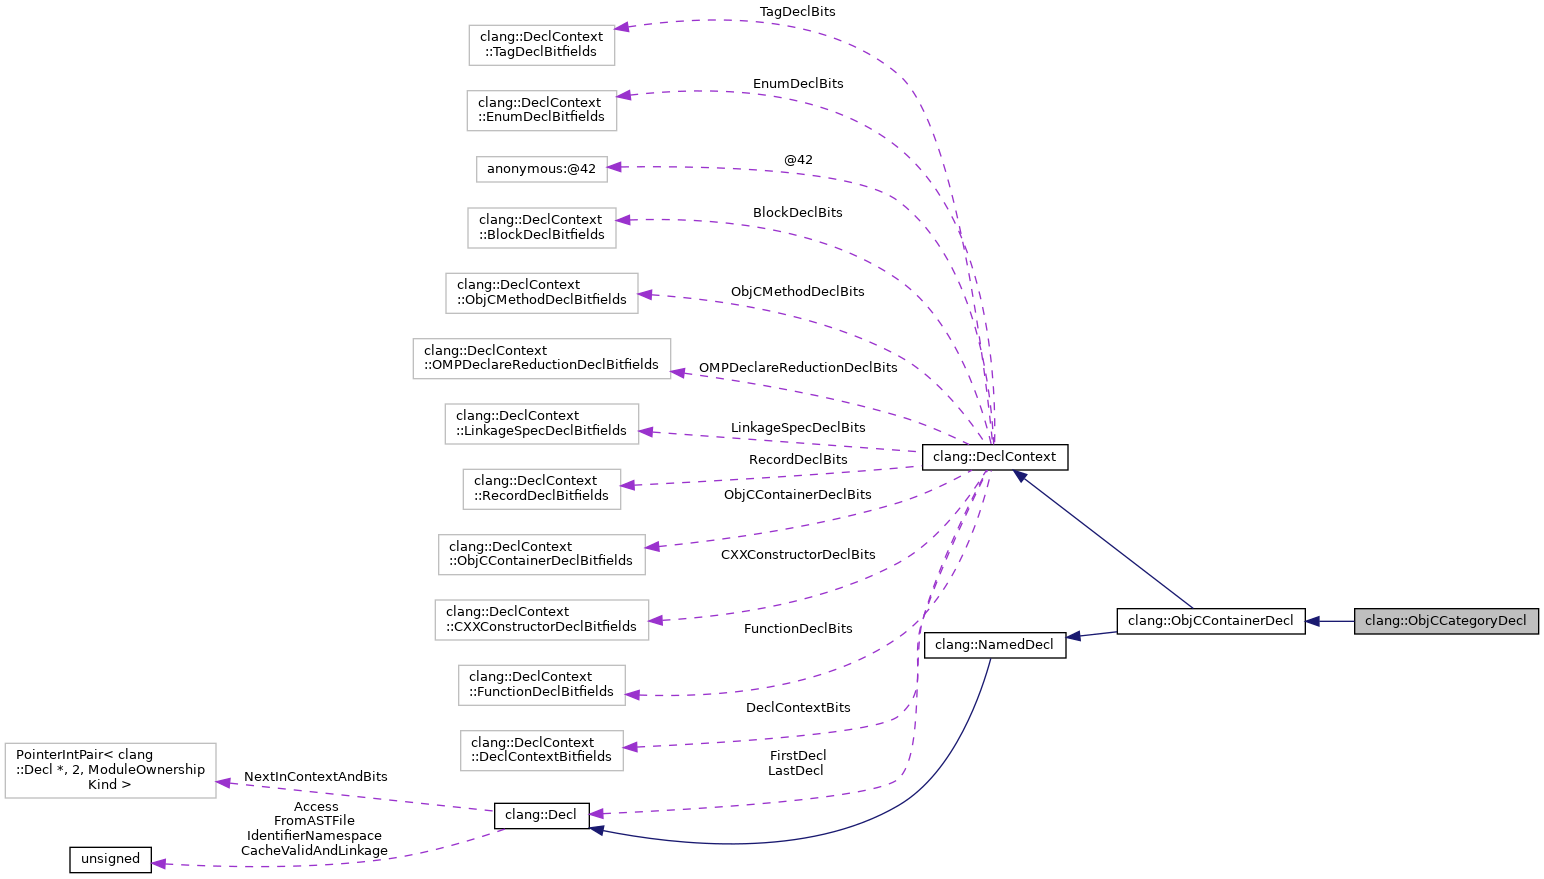 TagDeclBits
clang::DeclContext
::TagDeclBitfields
EnumDeclBits
clang::DeclContext
::EnumDeclBitfields
@42
anonymous:@42
BlockDeclBits
clang::DeclContext
::BlockDeclBitfields
ObjCMethodDeclBits
clang::DeclContext
::ObjCMethodDeclBitfields
OMPDeclareReductionDeclBits
clang::DeclContext
::OMPDeclareReductionDeclBitfields
LinkageSpecDeclBits
clang::DeclContext
::LinkageSpecDeclBitfields
clang::DeclContext
RecordDeclBits
clang::DeclContext
::RecordDeclBitfields
ObjCContainerDeclBits
clang::DeclContext
::ObjCContainerDeclBitfields
CXXConstructorDeclBits
clang::DeclContext
::CXXConstructorDeclBitfields
clang::ObjCContainerDecl
clang::ObjCCategoryDecl
FunctionDeclBits
clang::NamedDecl
clang::DeclContext
::FunctionDeclBitfields
DeclContextBits
clang::DeclContext
::DeclContextBitfields
FirstDecl
LastDecl
PointerIntPair< clang
::Decl *, 2, ModuleOwnership
Kind >
NextInContextAndBits
clang::Decl
Access
FromASTFile
IdentifierNamespace
CacheValidAndLinkage
unsigned